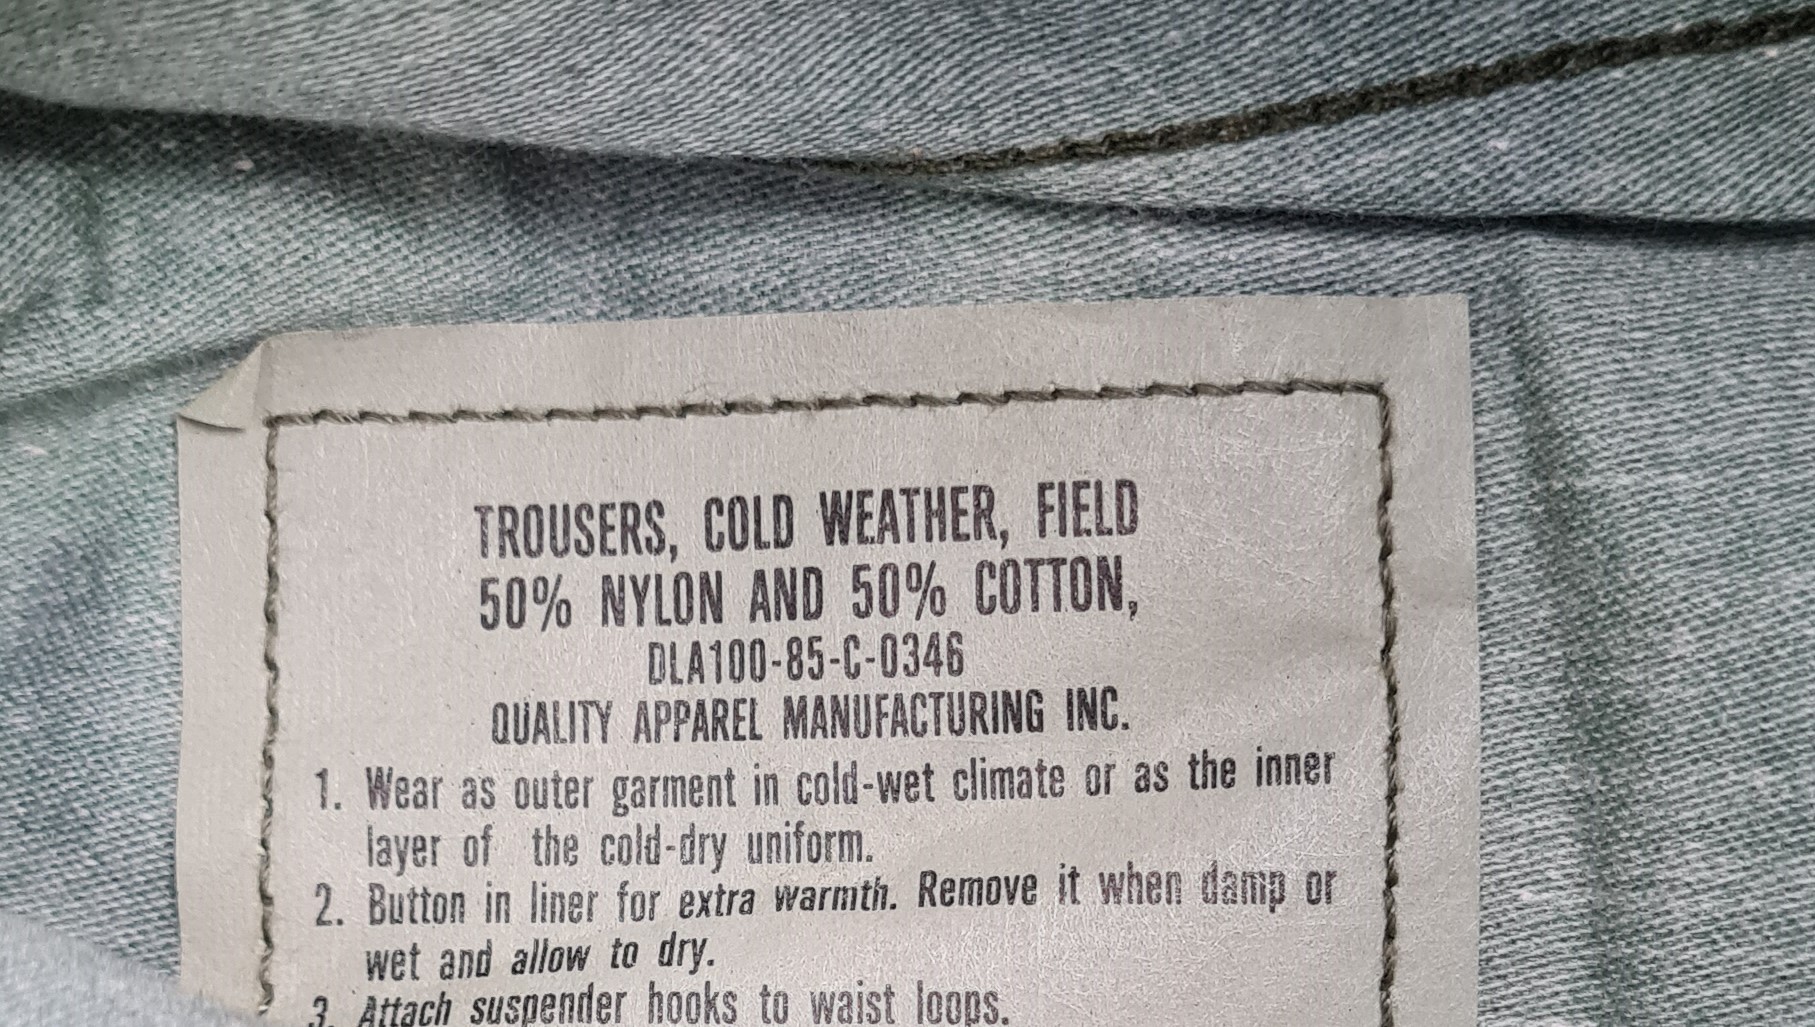 TROUSERS, COLD WEATHER, FIELD
50% NYLON AND 50% COTTON,
DLA100-85-C-0346
QUALITY APPAREL MANUFACTURING INC.
1. Wear as outer garment in cold-wet climate or as the inner
layer of the cold-dry uniform.
2. Button in liner for extra warmth. Remove it when damp or
wet and allow to dry.
3. Attach suspender hooks to waist loops.